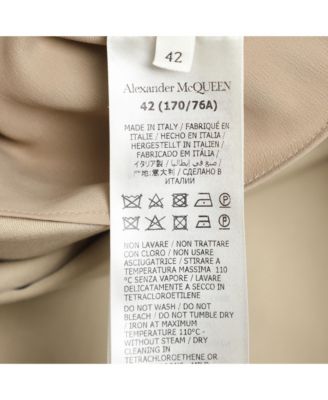 42
Alexander McQUEEN
42 (170/76A)
MADE IN ITALY / FABRIQUÉ EN
ITALIE / HECHO EN ITALIA
HERGESTELLT IN ITALIEN /
FABRICADO EM ITÁLIA /
イタリア製 / صنع في إيطاليا /
产地:意大利 / СДЕЛАНО В
ИТАЛИИ
NON LAVARE / NON TRATTARE
CON CLORO / NON USARE
ASCIUGATRICE / STIRARE A
TEMPERATURA MASSIMA 110
°C SENZA VAPORE / LAVARE
DELICATAMENTE A SECCO IN
TETRACLOROETILENE
DO NOT WASH / DO NOT
BLEACH / DO NOT TUMBLE DRY
/ IRON AT MAXIMUM
TEMPERATURE 110°C -
WITHOUT STEAM / DRY
CLEANING IN
TETRACHLOROETHENE OR